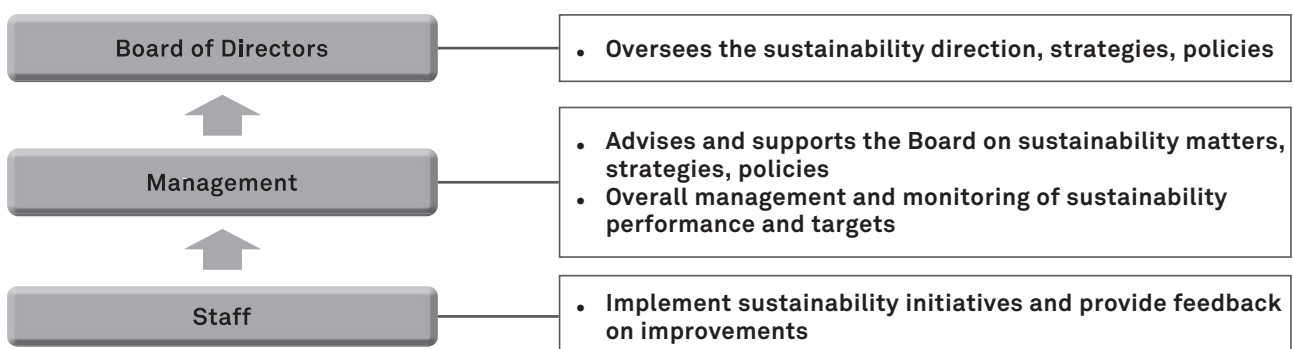 Board of Directors
• Oversees the sustainability direction, strategies, policies
Management
• Advises and supports the Board on sustainability matters,
strategies, policies
• Overall management and monitoring of sustainability
performance and targets
Staff
• Implement sustainability initiatives and provide feedback
on improvements